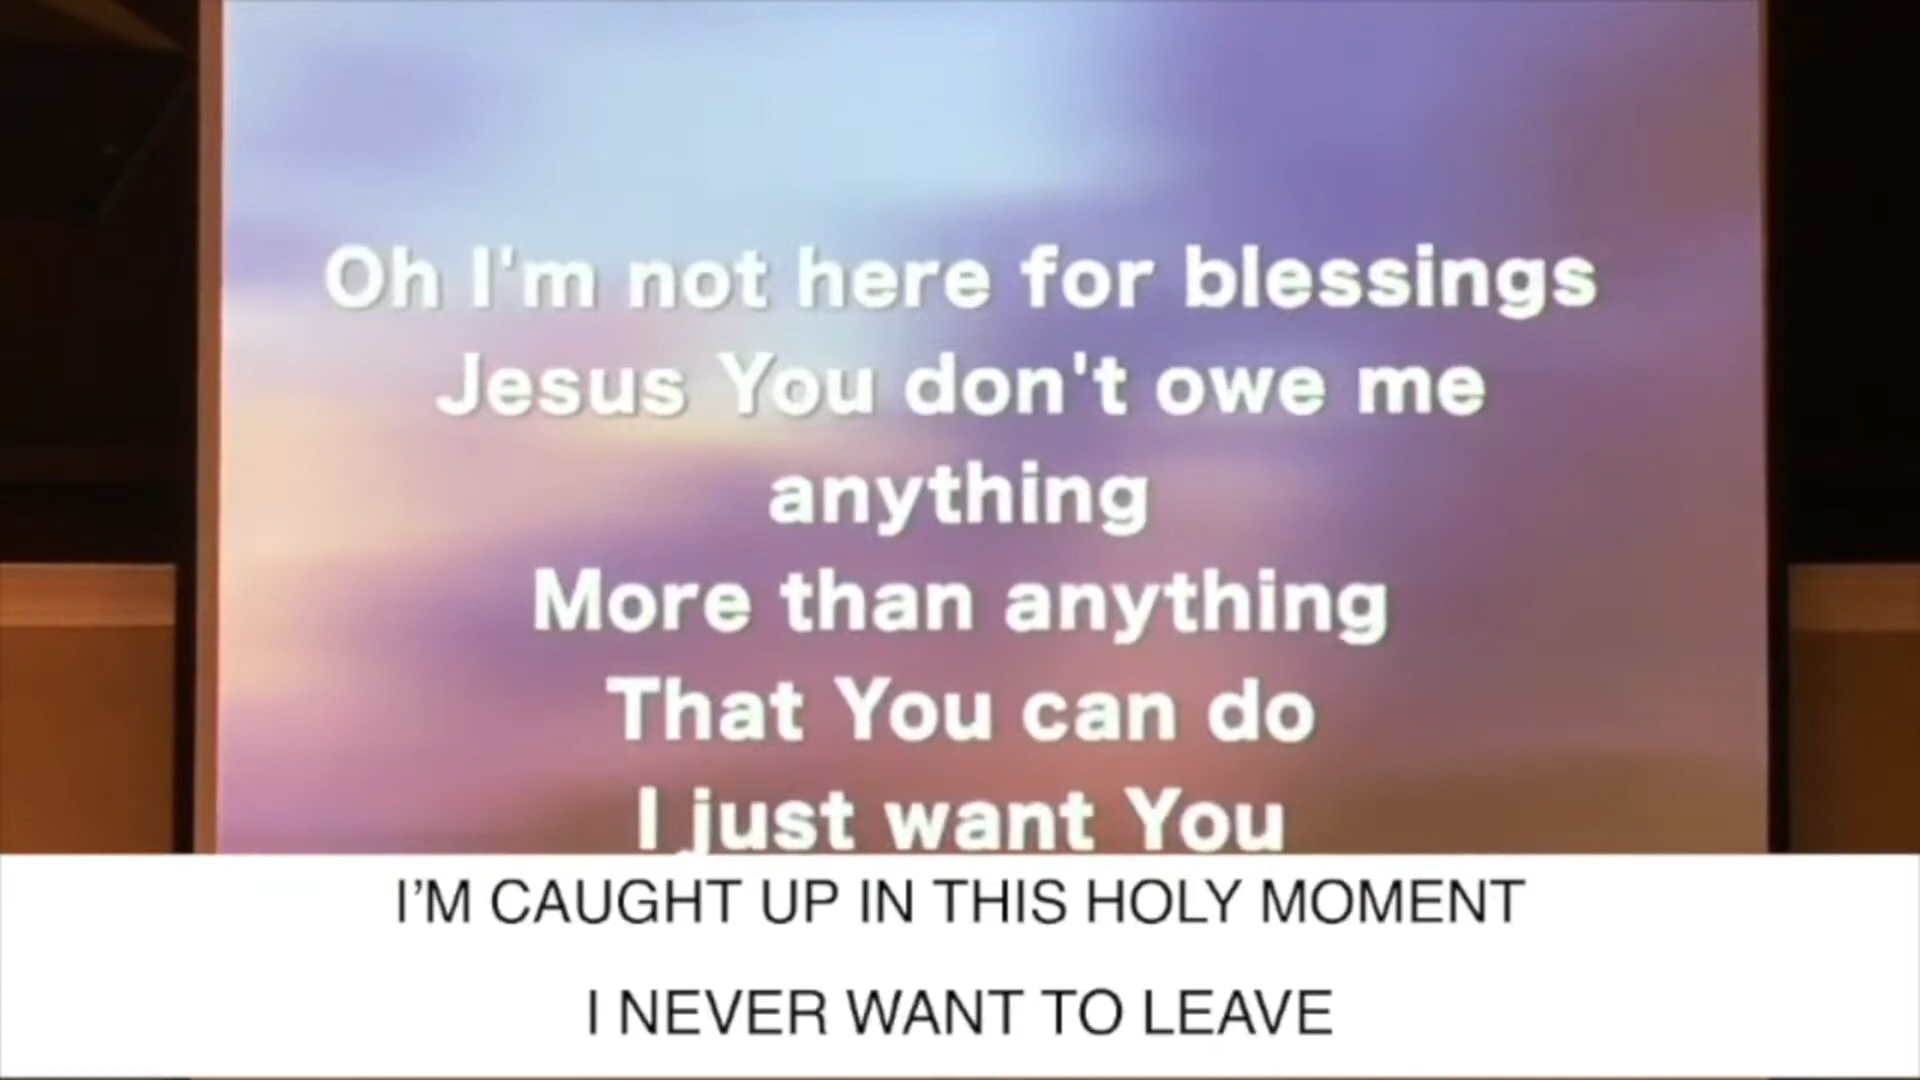 Oh I'm not here for blessings
Jesus You don't owe me
anything
More than anything
That You can do
I just want You
I'M CAUGHT UP IN THIS HOLY MOMENT
I NEVER WANT TO LEAVE